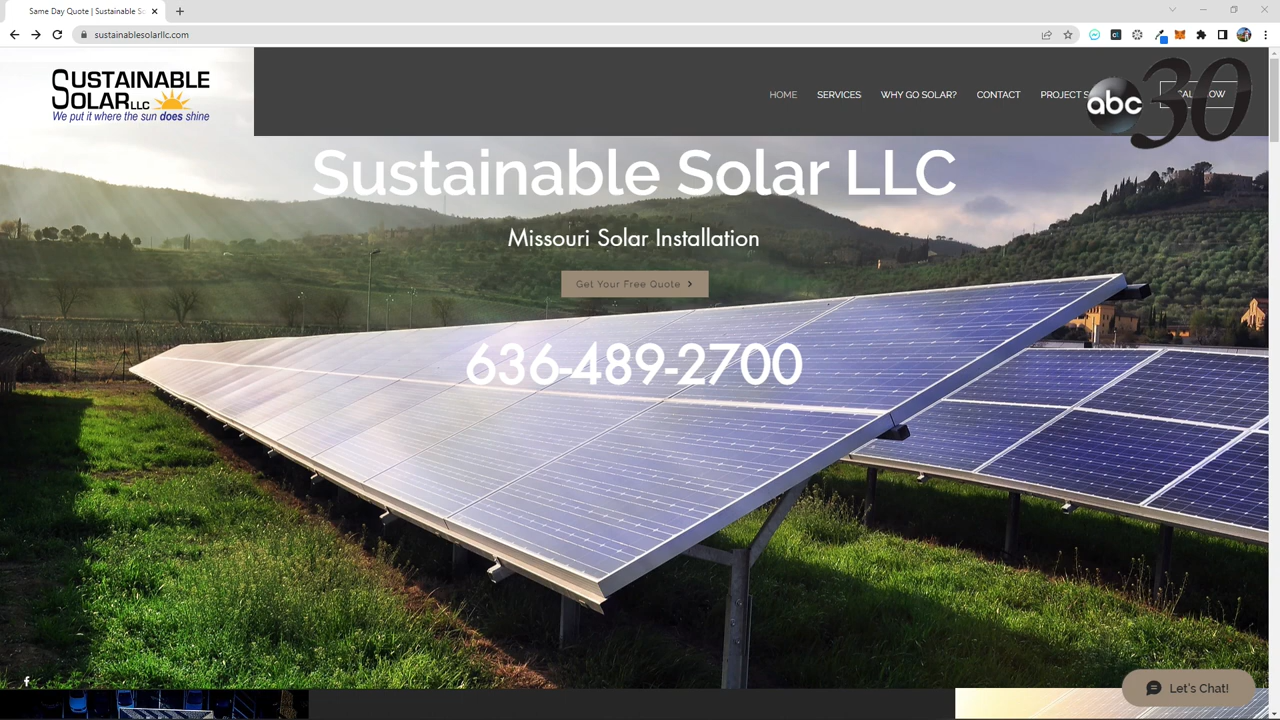 Same Day Quote | Sustainable S
sustainablesolarllc.com
SUSTAINABLE
SOLAR LLC
We put it where the sun does shine
HOME
SERVICES
WHY GO SOLAR?
CONTACT
PROJECT
abc 30
Sustainable Solar LLC
Missouri Solar Installation
Get Your Free Quote
636-489-2700
Let's Chat!